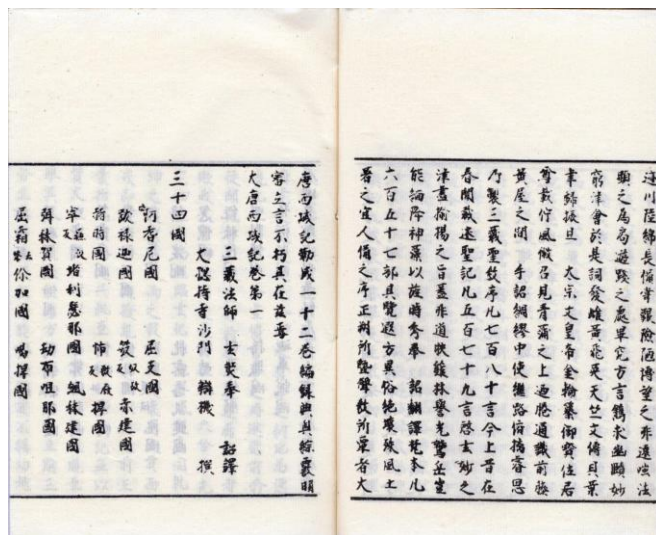 川陸綿長備嘗艱險陋博望之非遠嗤法
顯之為局遊踐之處畢究方言鐫求幽賾妙
窮津會於是詞發雌黃飛英天竺文傳貝葉
聿歸振旦 太宗文皇帝金輪纂御寶位居
尊載佇風徽召見青蒲之上迺眷通識前膝
黃屋之間 手詔綢繆中使繼路俯摛睿思
乃製三藏聖教序凡七百八十言今上昔在
春闈裁述聖記凡五百七十九言啟玄妙之
津盡揄揚之旨蓋非道映雞林譽光鷲岳豈
能緬降神藻以旌時秀奉 詔翻譯梵本凡
六百五十七部具覽遐方異俗絕壤殊風土
著之宜人備之序正朔所暨聲教所覃著大
唐西域記勒成一十二卷編錄典奧綜覈明
審立言不朽其在茲焉
大唐西域記卷第一
三藏法師 玄奘奉 詔譯
大總持寺沙門 辯機 撰
三十四國
阿耆尼國 屈支國
跋祿迦國 笯赤建國
赭時國 捍國
窣堵利瑟那國 颯秣建國
弭秣賀國 劫布呾那國
屈霜你迦國 喝捍國